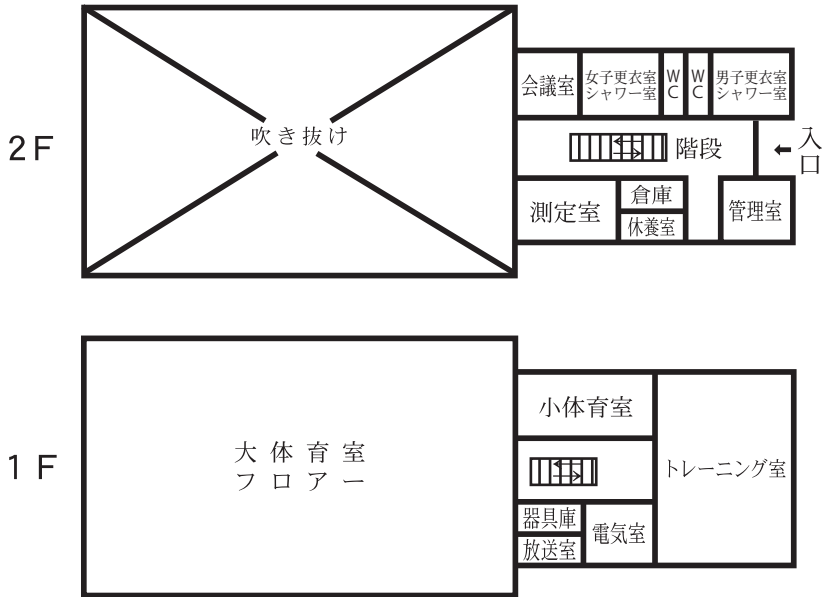 2F
吹き抜け
会議室
女子更衣室
シャワー室
WC
WC
男子更衣室
シャワー室
階段
入口
測定室
倉庫
休養室
管理室
1F
大体育室
フロアー
小体育室
トレーニング室
器具庫
放送室
電気室